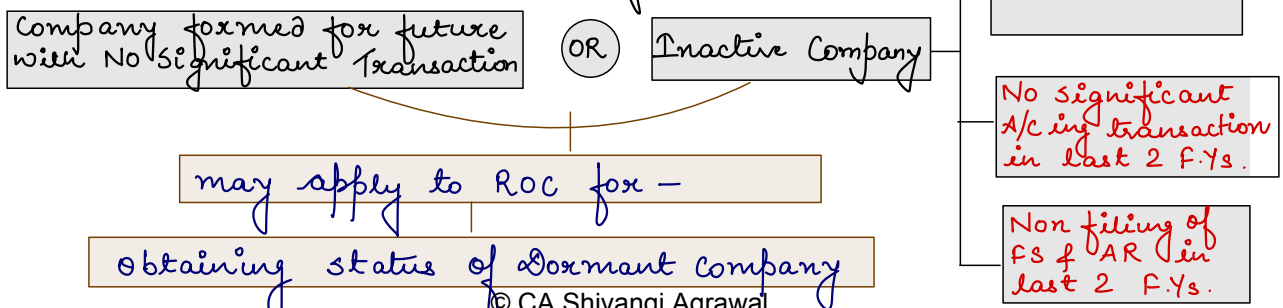 Company formed for future
with No Significant Transaction
OR
Inactive Company
No significant
A/C ing transaction
in last 2 F.Ys.
may apply to ROC for –
Non filing of
FS & AR in
last 2 F.Ys.
obtaining status of Dormant Company
© CA Shivangi Agrawal